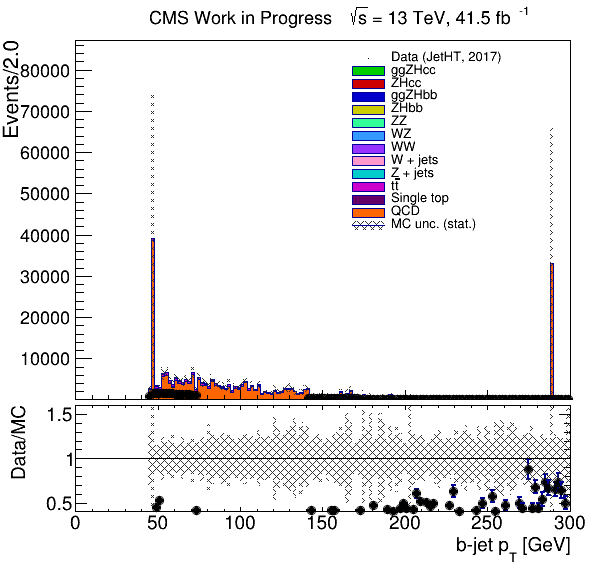 CMS Work in Progress √s = 13 TeV, 41.5 fb⁻¹
Events/2.0
80000
70000
60000
50000
40000
30000
20000
10000
Data (JetHT, 2017)
ggZHcc
ZHcc
ggZHbb
ZHbb
ZZ
WZ
WW
W + jets
Z + jets
tt̅
Single top
QCD
MC unc. (stat.)
Data/MC
1.5
1
0.5
0 50 100 150 200 250 300
b-jet p_T [GeV]